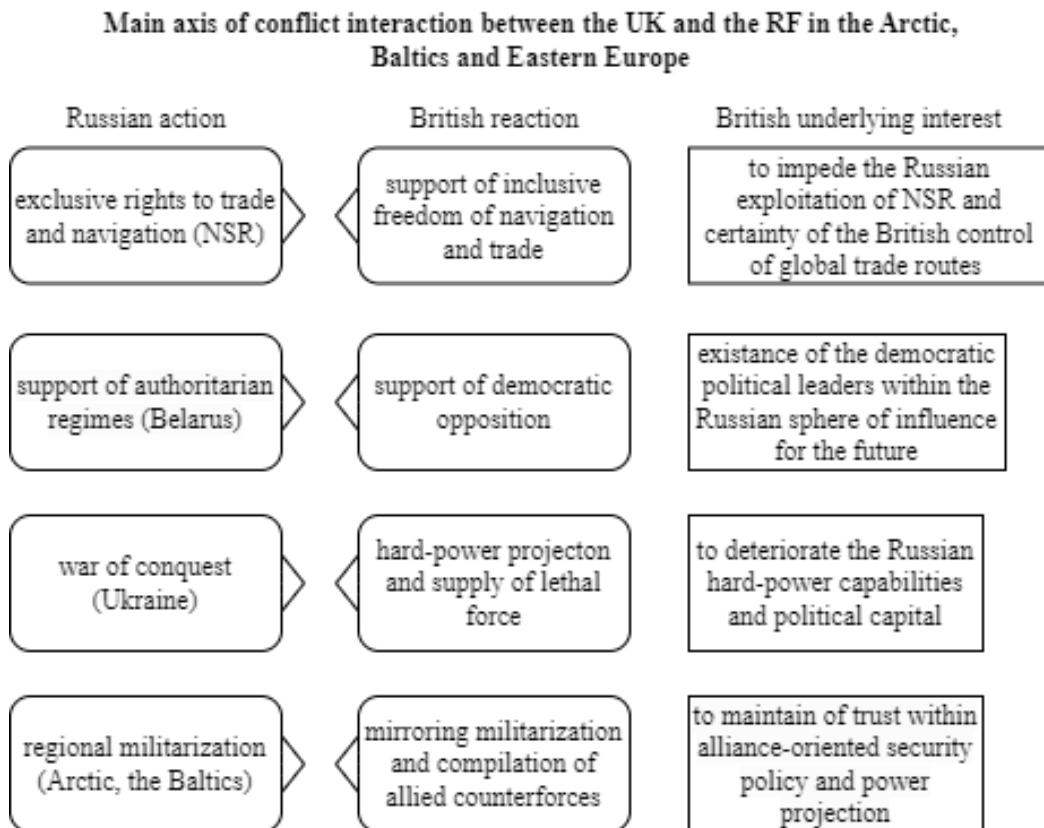 Main axis of conflict interaction between the UK and the RF in the Arctic,
Baltics and Eastern Europe
Russian action
British reaction
British underlying interest
exclusive rights to trade
and navigation (NSR)
support of inclusive
freedom of navigation
and trade
to impede the Russian
exploitation of NSR and
certainty of the British control
of global trade routes
support of authoritarian
regimes (Belarus)
support of democratic
opposition
existance of the democratic
political leaders within the
Russian sphere of influence
for the future
war of conquest
(Ukraine)
hard-power projecton
and supply of lethal
force
to deteriorate the Russian
hard-power capabilities
and political capital
regional militarization
(Arctic, the Baltics)
mirroring militarization
and compilation of
allied counterforces
to maintain of trust within
alliance-oriented security
policy and power
projection